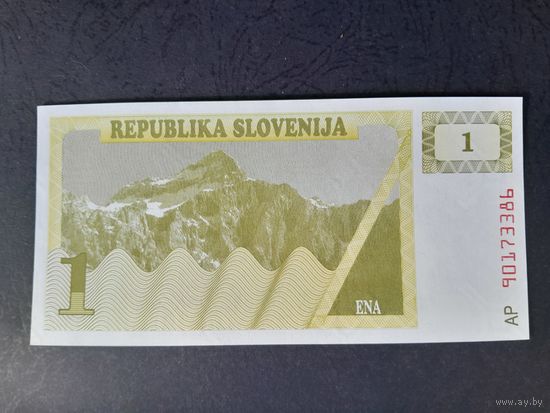 REPUBLIKA SLOVENIJA
1
1
ENA
AP 90173386
www.ay.by